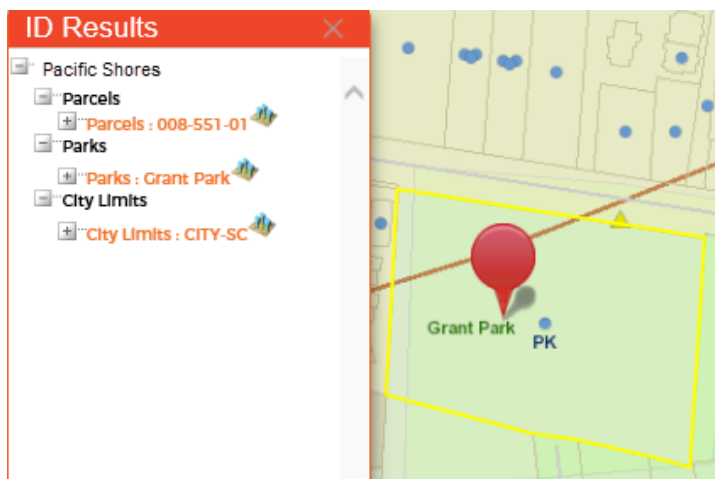 ID Results
Pacific Shores
Parcels
Parcels : 008-551-01
Parks
Parks : Grant Park
City Limits
City Limits : CITY-SC
Grant Park
PK